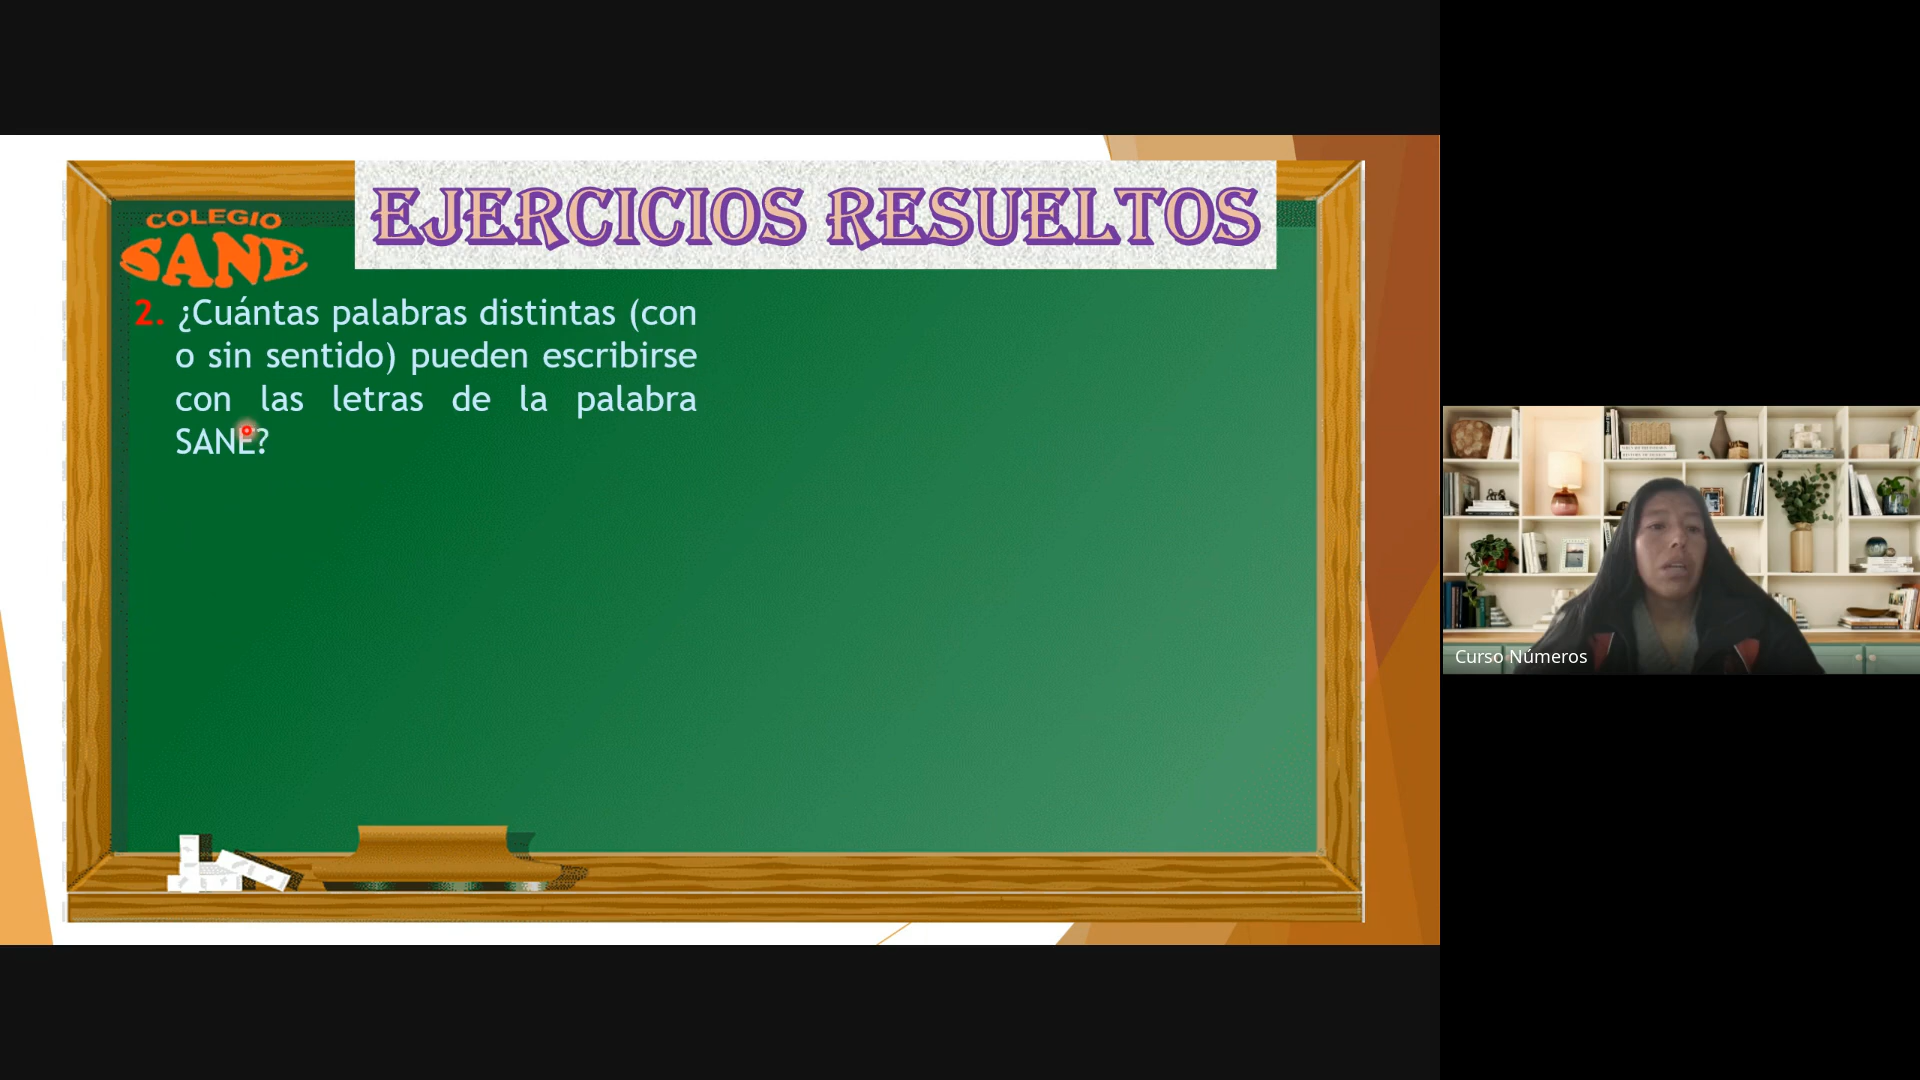 EJERCICIOS RESUELTOS
COLEGIO
SANE
2. ¿Cuántas palabras distintas (con
o sin sentido) pueden escribirse
con las letras de la palabra
SANE?
Curso Números